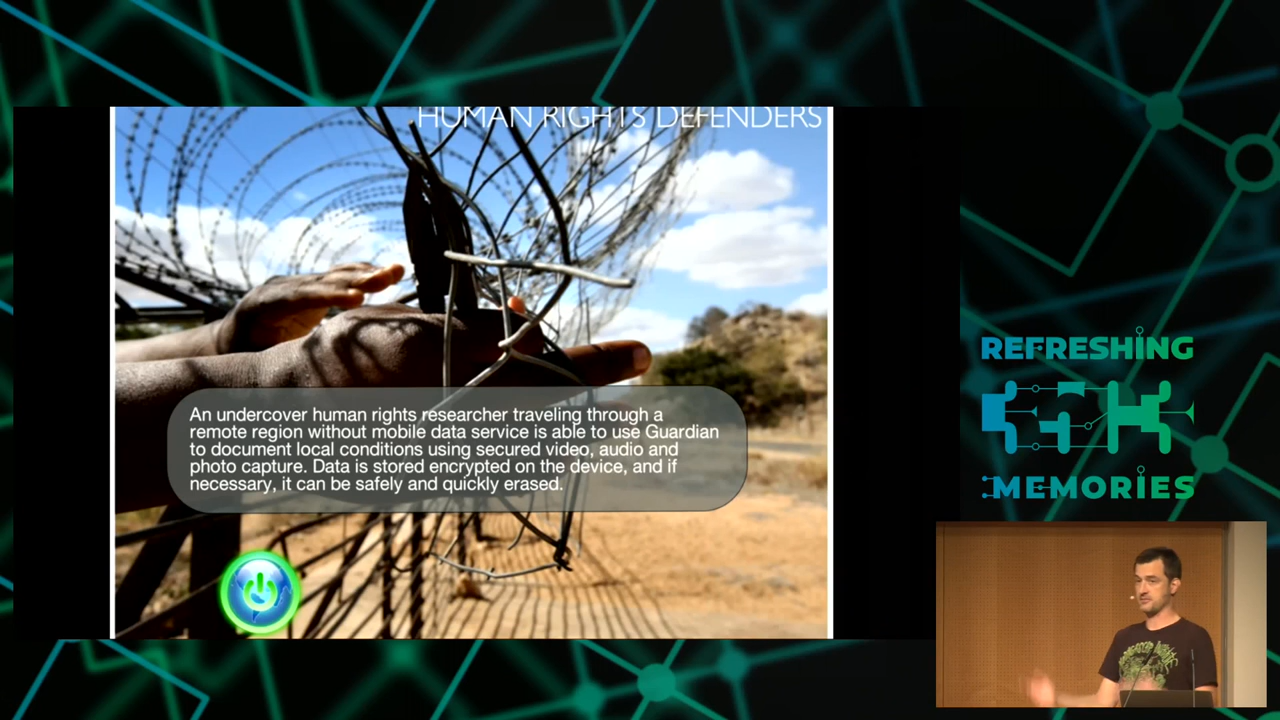 HUMAN RIGHTS DEFENDERS
An undercover human rights researcher traveling through a
remote region without mobile data service is able to use Guardian
to document local conditions using secured video, audio and
photo capture. Data is stored encrypted on the device, and if
necessary, it can be safely and quickly erased.
REFRESHING
MEMORIES